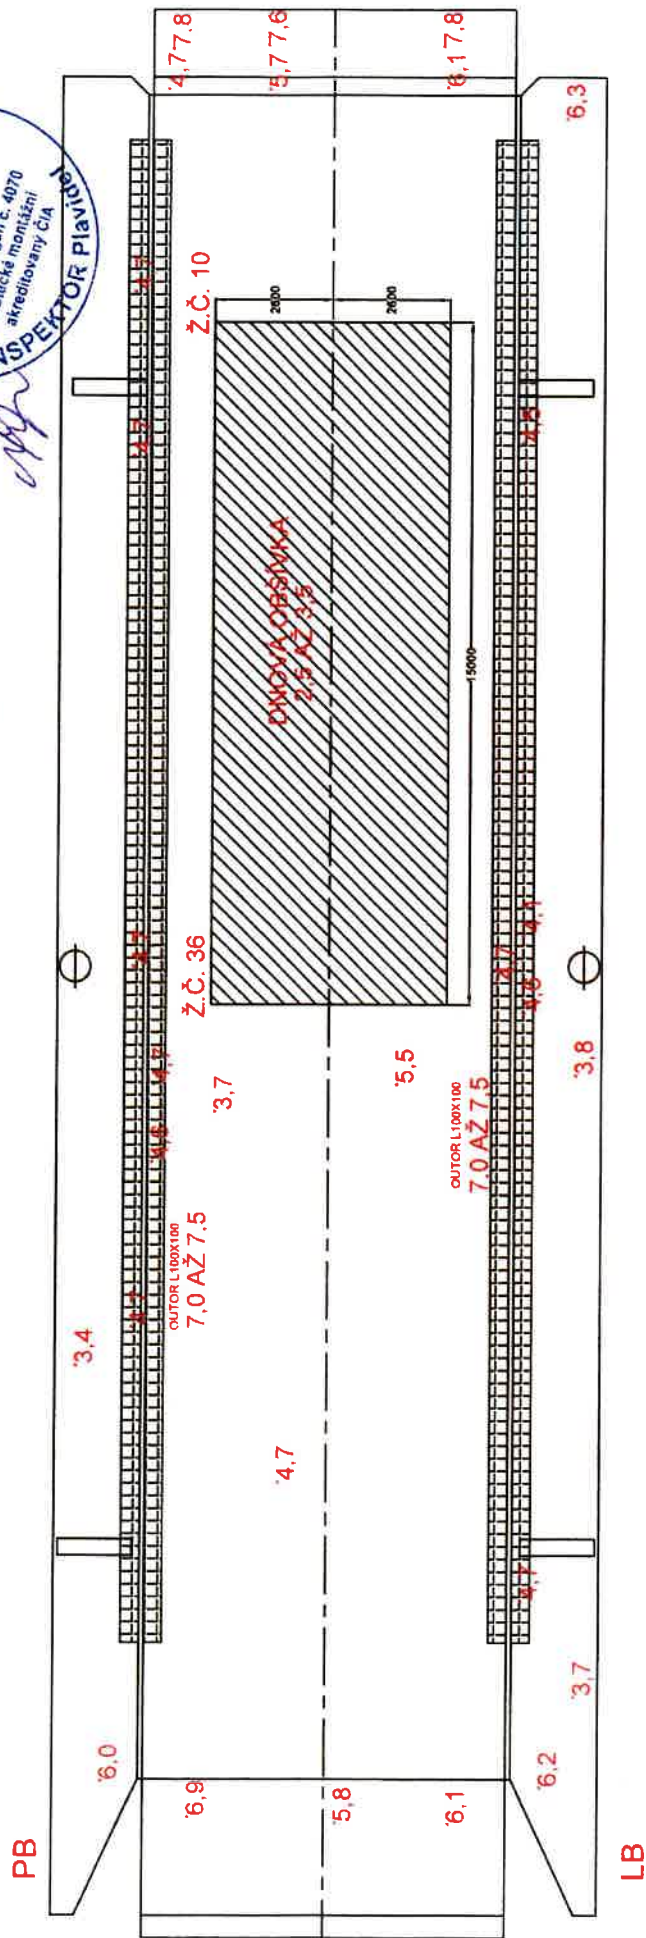 PB
6,0
3,4
4,7
4,7
4,7
4,7
4,6
4,7
OUTOR L100X100
7,0 AŽ 7,5
6,9
4,7
3,7
Ž.Č. 36
Ž.Č. 10
DNOVÁ OBŠÍVKA
2,5 AŽ 3,5
2600
2600
15000
4,7 7.8
5,7 7,6
6,1 7,8
5,8
5,5
6,1
OUTOR L100X100
7,0 AŽ 7,5
4,7
4,7
4,6
4,1
4,5
6,2
3,7
3,8
6,3
LB
č. 4070
montážní
akreditovaný ČIA
INSPEKTOR Plavidel